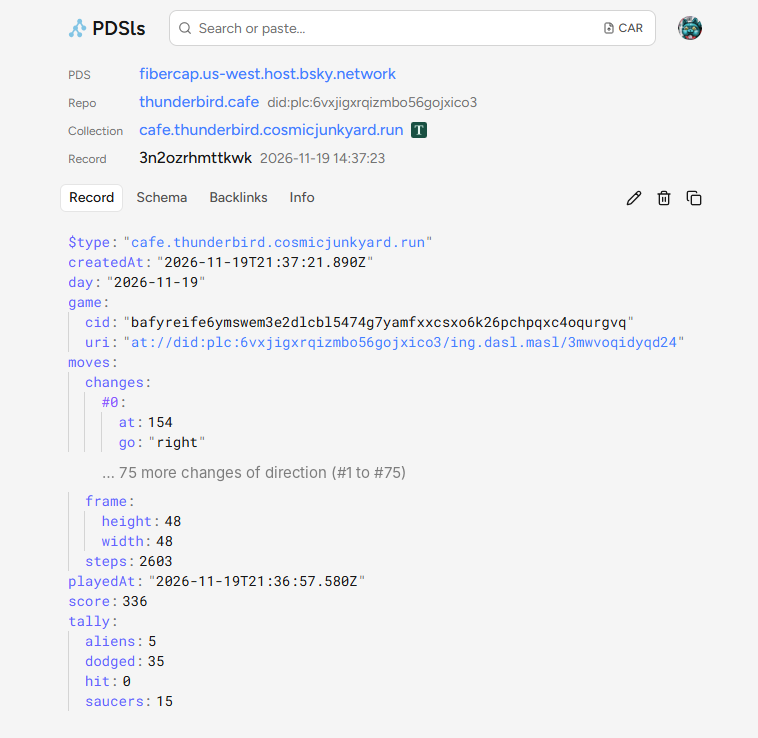 PDSls
Search or paste...
CAR
PDS fibercap.us-west.host.bsky.network
Repo thunderbird.cafe did:plc:6vxjigxrqizmbo56gojxico3
Collection cafe.thunderbird.cosmicjunkyard.run T
Record 3n2ozrhmttkwk 2026-11-19 14:37:23
Record Schema Backlinks Info
$type: "cafe.thunderbird.cosmicjunkyard.run"
createdAt: "2026-11-19T21:37:21.890Z"
day: "2026-11-19"
game:
cid: "bafyreife6ymswem3e2dlcbl5474g7yamfxxcsxo6k26pchpqxc4oqurgvq"
uri: "at://did:plc:6vxjigxrqizmbo56gojxico3/ing.dasl.masl/3mwvoqidyqd24"
moves:
changes:
#0:
at: 154
go: "right"
... 75 more changes of direction (#1 to #75)
frame:
height: 48
width: 48
steps: 2603
playedAt: "2026-11-19T21:36:57.580Z"
score: 336
tally:
aliens: 5
dodged: 35
hit: 0
saucers: 15